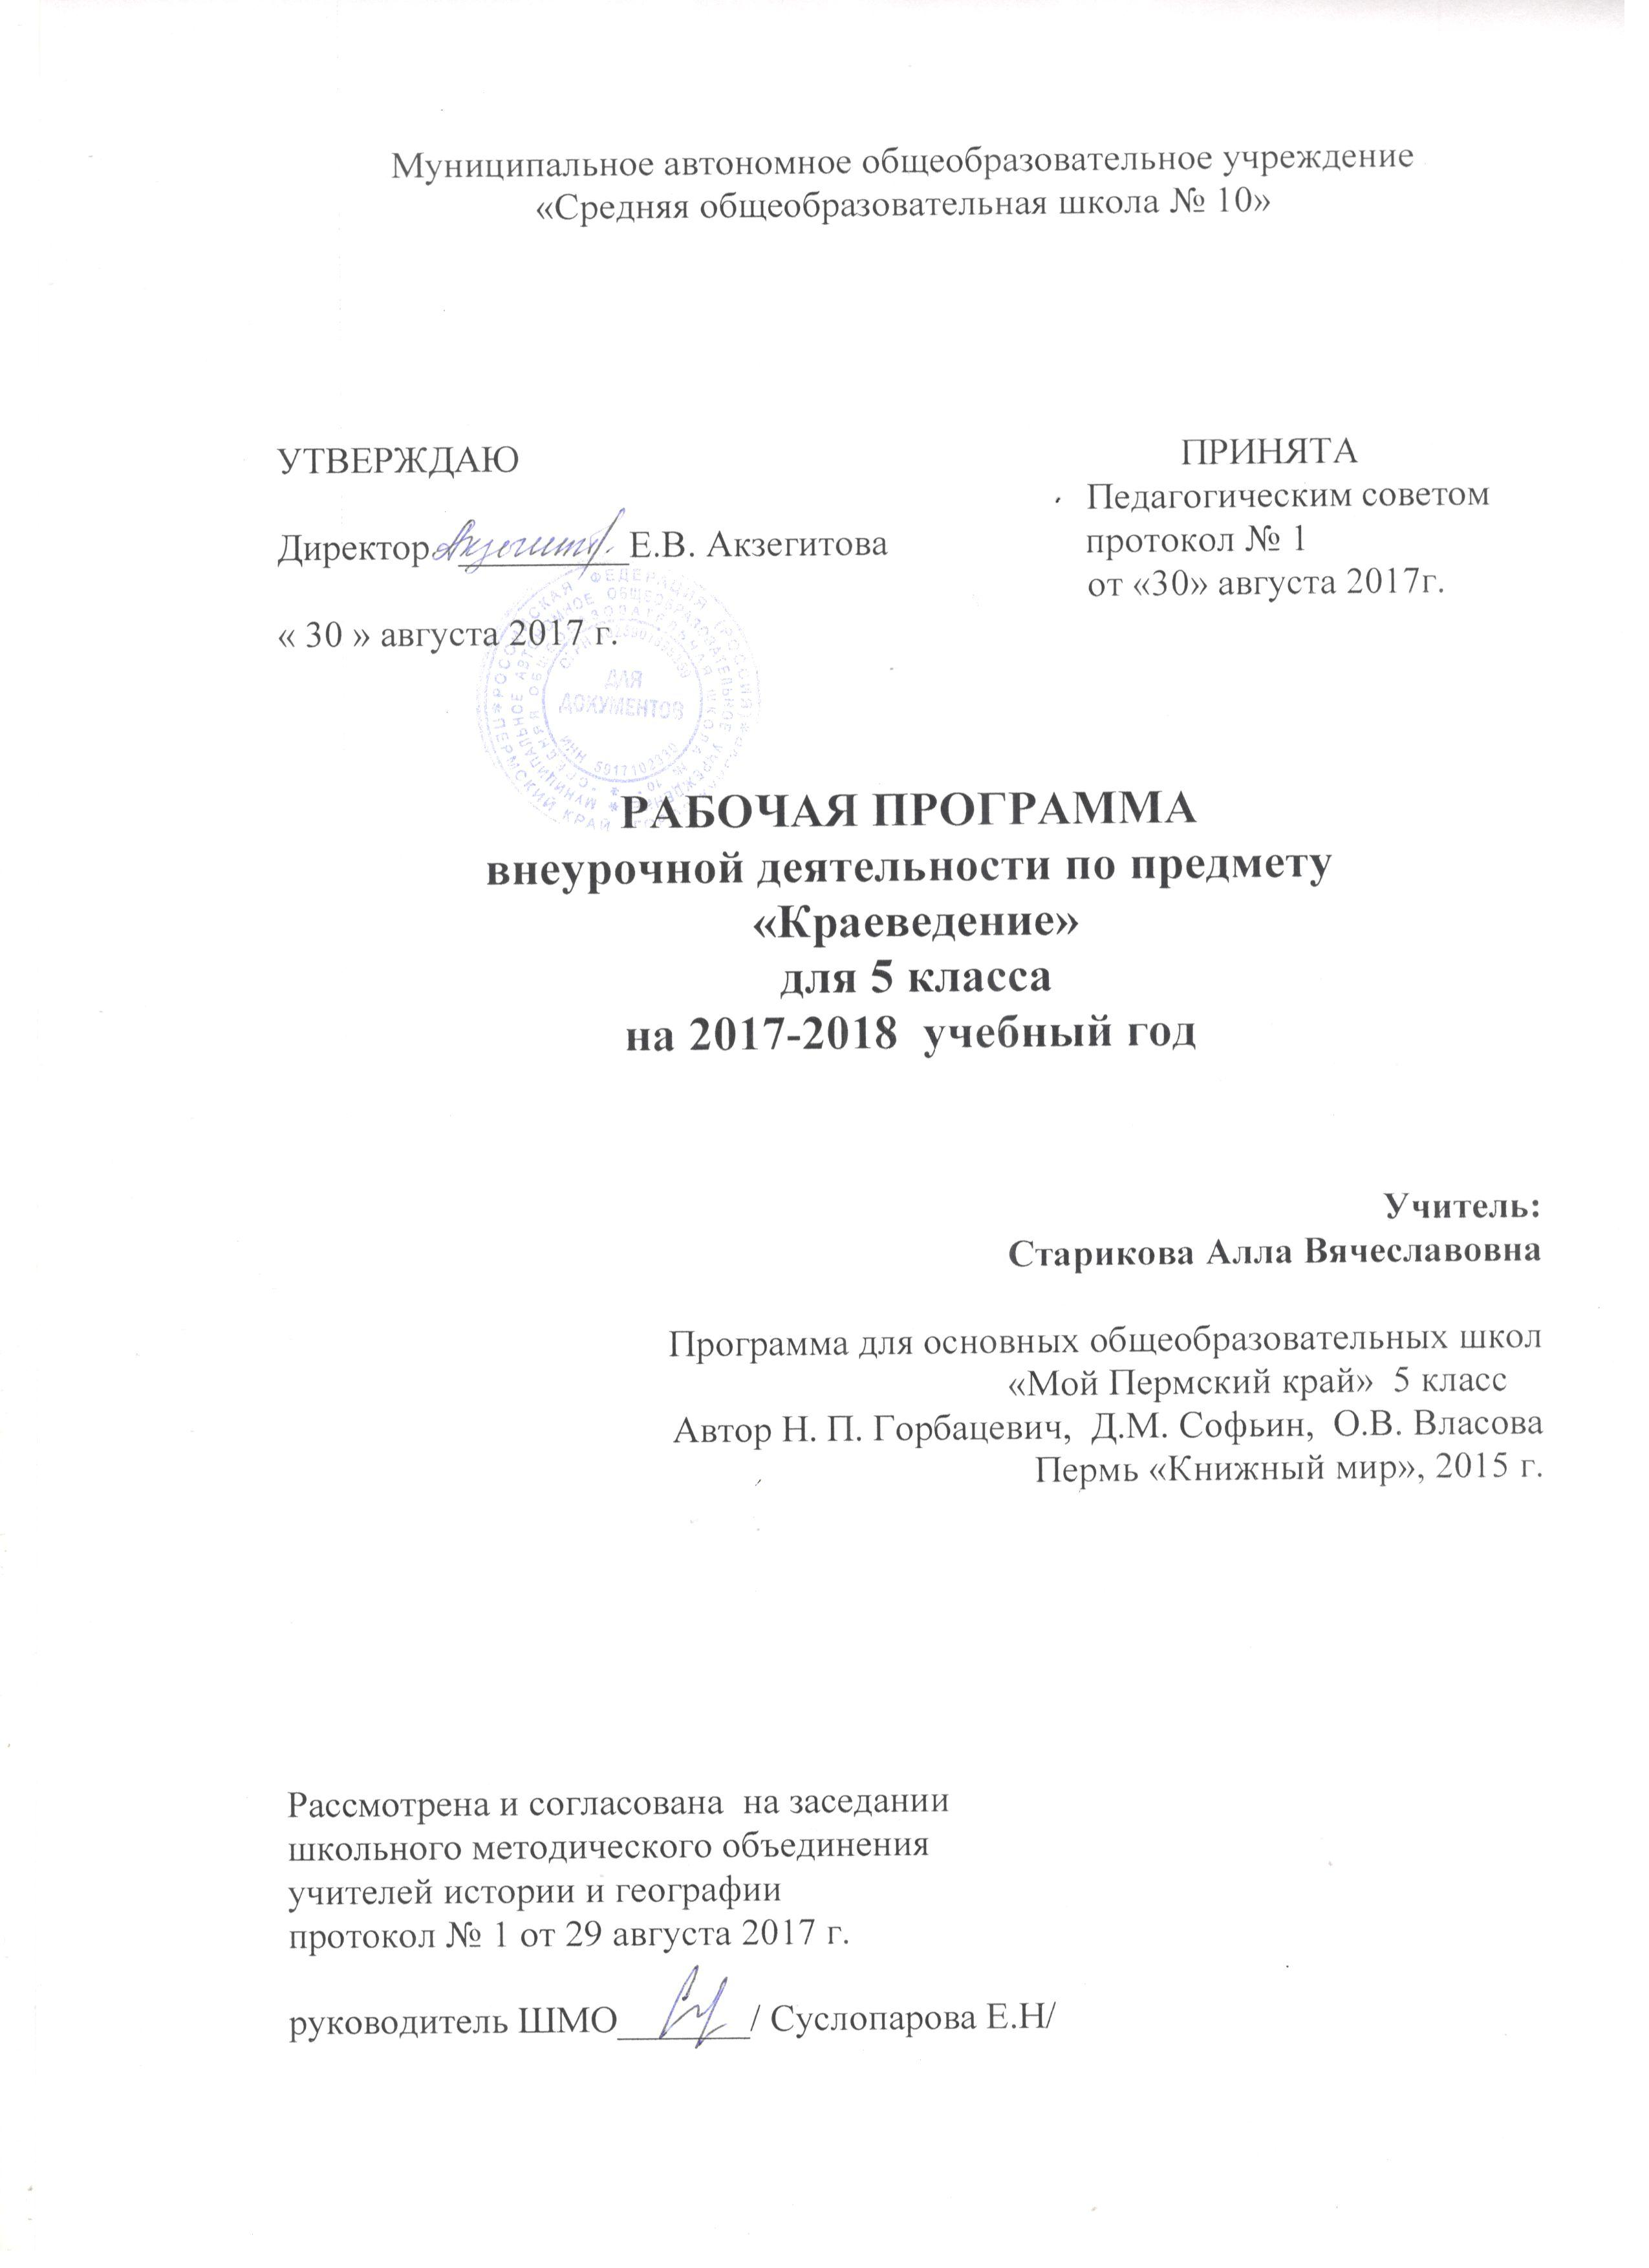 Муниципальное автономное общеобразовательное учреждение
«Средняя общеобразовательная школа № 10»
УТВЕРЖДАЮ
Директор __________ Е.В. Акзегитова
« 30 » августа 2017 г.
ПРИНЯТА
Педагогическим советом
протокол № 1
от «30» августа 2017г.
ДЛЯ
ДОКУМЕНТОВ
РАБОЧАЯ ПРОГРАММА
внеурочной деятельности по предмету
«Краеведение»
для 5 класса
на 2017-2018 учебный год
Учитель:
Старикова Алла Вячеславовна
Программа для основных общеобразовательных школ
«Мой Пермский край» 5 класс
Автор Н. П. Горбацевич, Д.М. Софьин, О.В. Власова
Пермь «Книжный мир», 2015 г.
Рассмотрена и согласована на заседании
школьного методического объединения
учителей истории и географии
протокол № 1 от 29 августа 2017 г.
руководитель ШМО_______/ Суслопарова Е.Н/